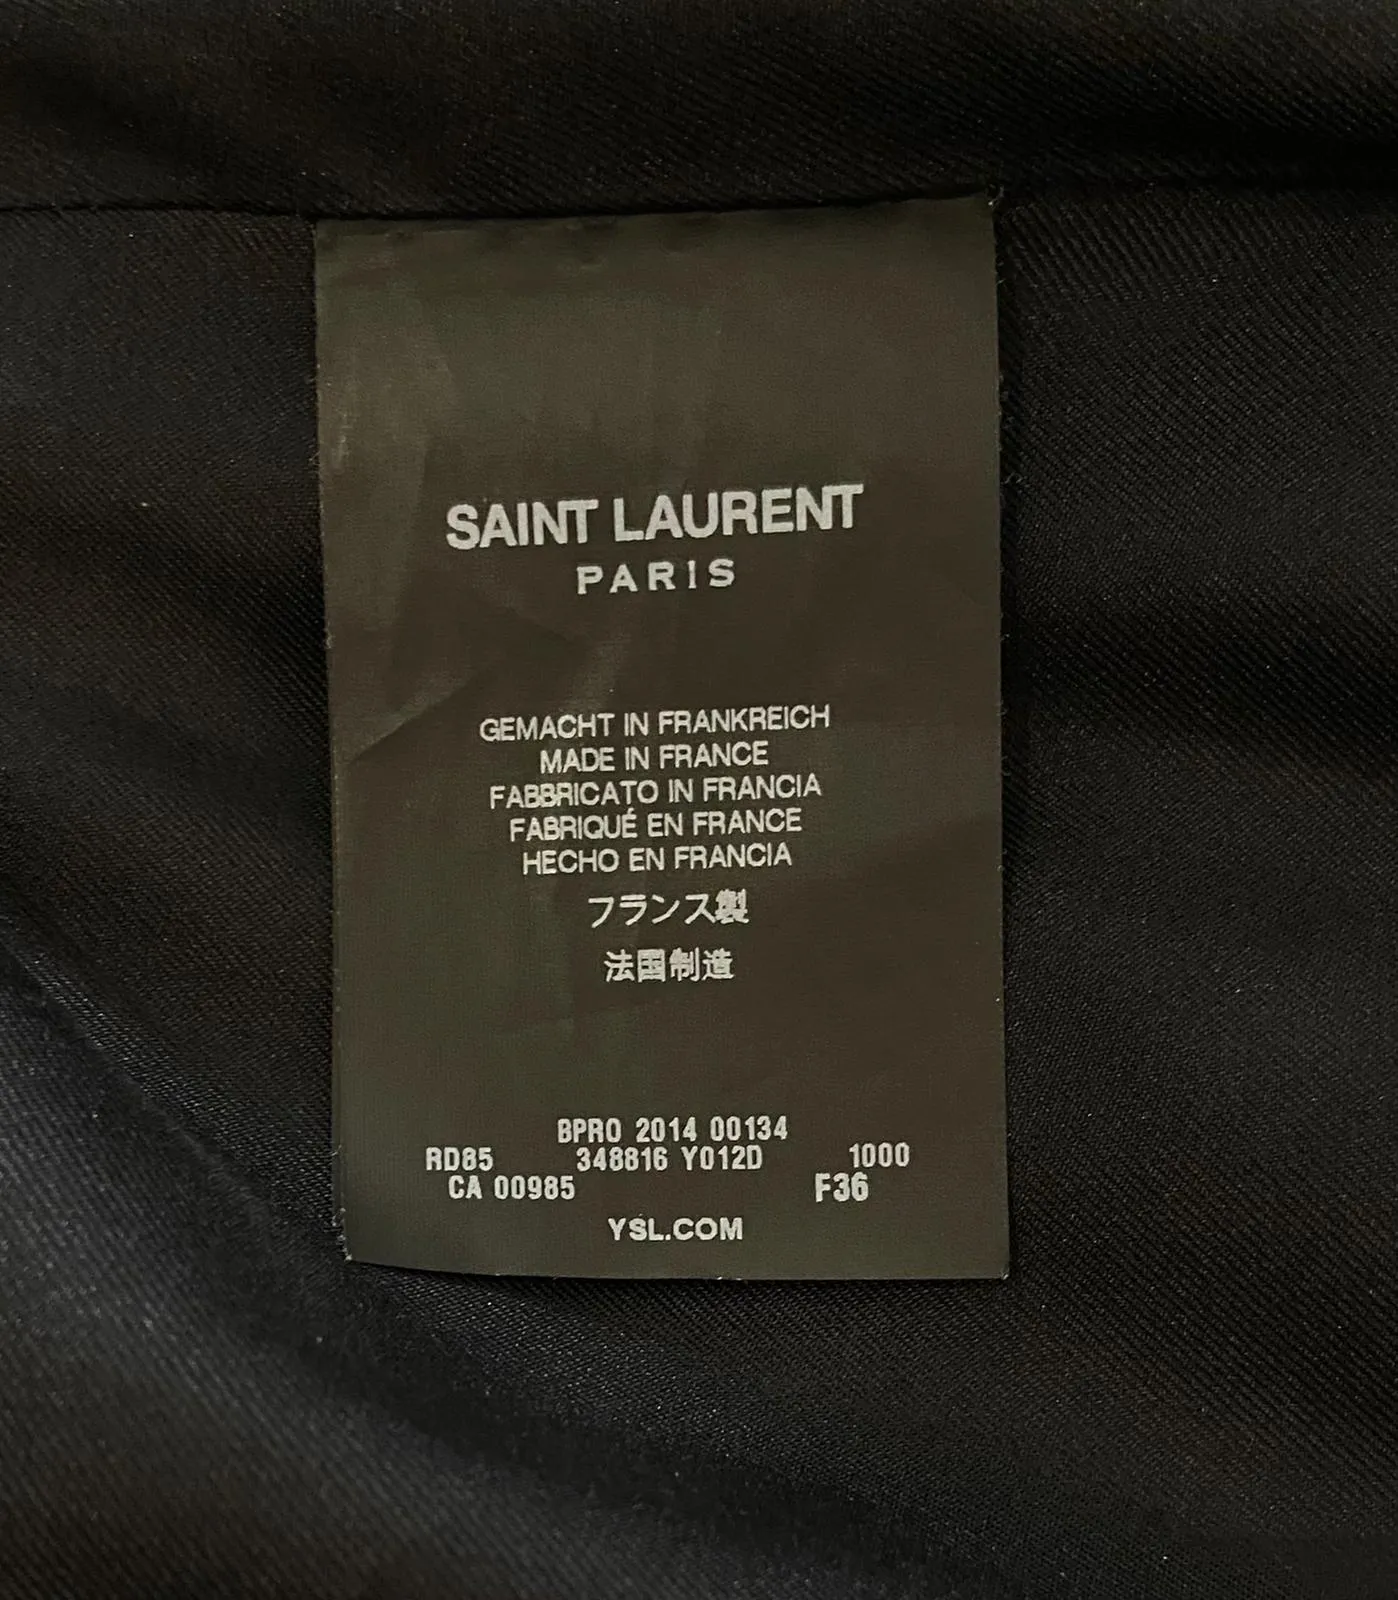 SAINT LAURENT
PARIS
GEMACHT IN FRANKREICH
MADE IN FRANCE
FABBRICATO IN FRANCIA
FABRIQUÉ EN FRANCE
HECHO EN FRANCIA
フランス製
法国制造
BPRO 2014 00134
RD85 348816 Y012D 1000
CA 00985 F36
YSL.COM